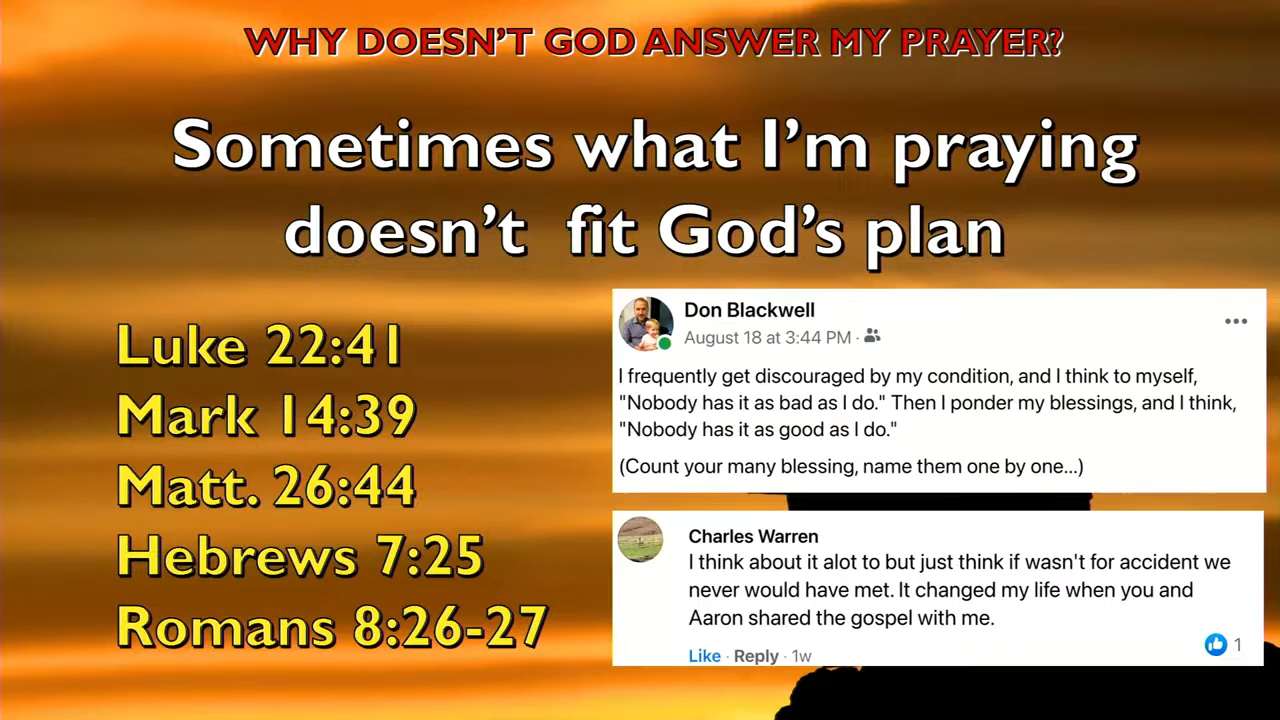 WHY DOESN'T GOD ANSWER MY PRAYER?
Sometimes what I'm praying
doesn't fit God's plan
Luke 22:41
Mark 14:39
Matt. 26:44
Hebrews 7:25
Romans 8:26-27
Don Blackwell
August 18 at 3:44 PM ·
I frequently get discouraged by my condition, and I think to myself,
"Nobody has it as bad as I do." Then I ponder my blessings, and I think,
"Nobody has it as good as I do."
(Count your many blessing, name them one by one...)
Charles Warren
I think about it alot to but just think if wasn't for accident we
never would have met. It changed my life when you and
Aaron shared the gospel with me.
Like · Reply · 1w
1